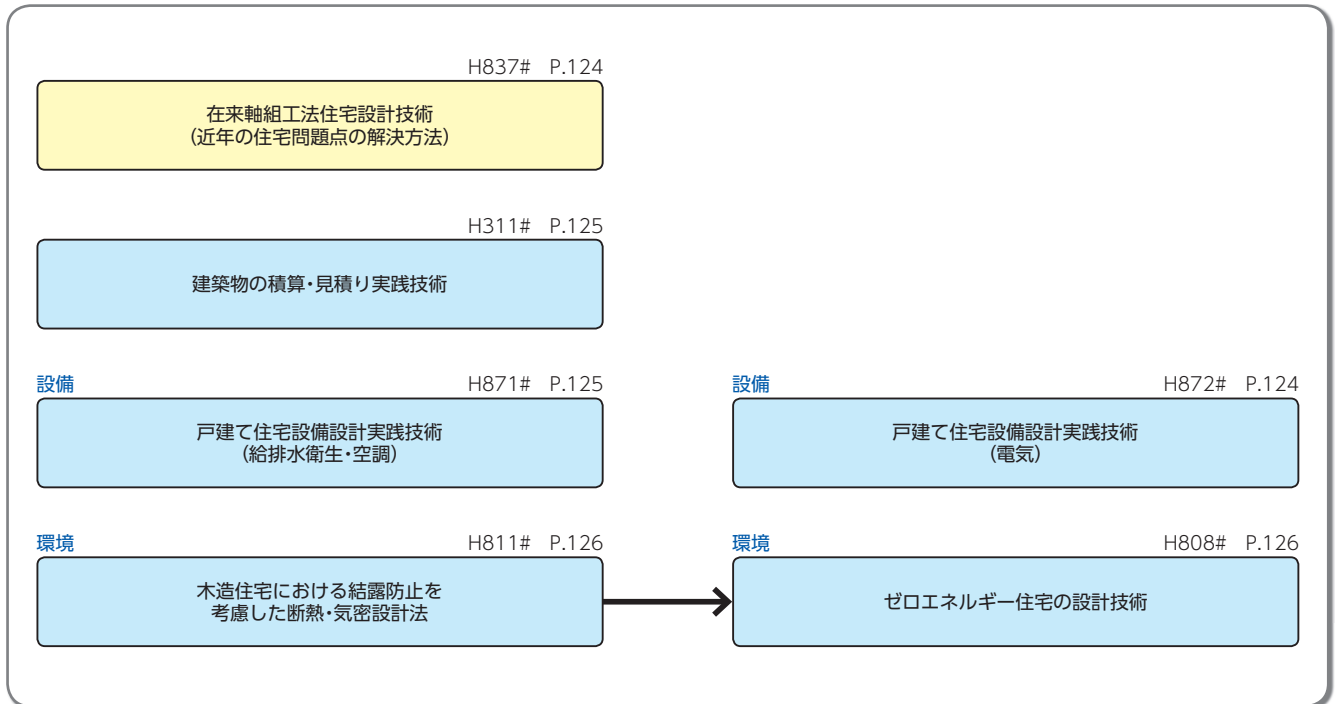 H837# P.124
在来軸組工法住宅設計技術
(近年の住宅問題点の解決方法)
H311# P.125
建築物の積算・見積り実践技術
設備 H871# P.125
戸建て住宅設備設計実践技術
(給排水衛生・空調)
設備 H872# P.124
戸建て住宅設備設計実践技術
(電気)
環境 H811# P.126
木造住宅における結露防止を
考慮した断熱・気密設計法
環境 H808# P.126
ゼロエネルギー住宅の設計技術